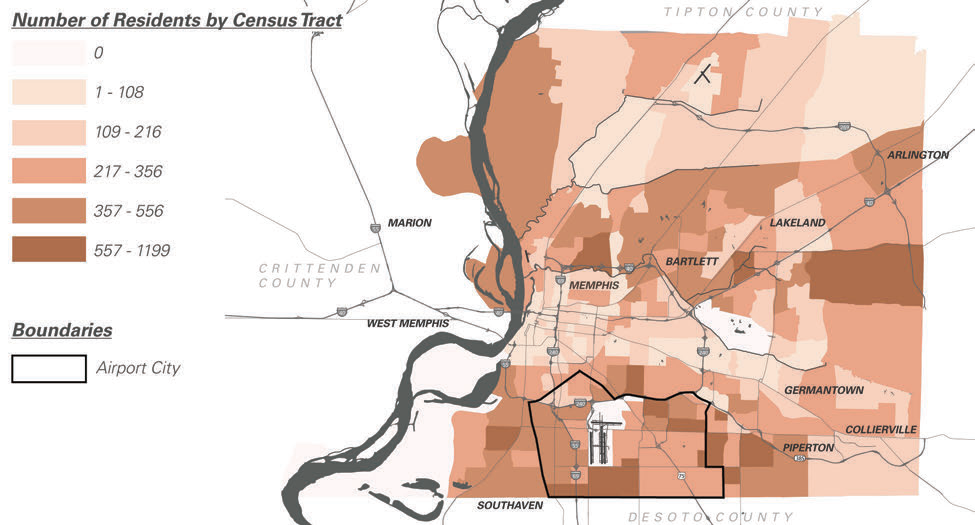 Number of Residents by Census Tract
0
1 - 108
109 - 216
217 - 356
357 - 556
557 - 1199
Boundaries
Airport City
TIPTON COUNTY
ARLINGTON
MARION
LAKELAND
CRITTENDEN
COUNTY
BARTLETT
MEMPHIS
WEST MEMPHIS
GERMANTOWN
COLLIERVILLE
PIPERTON
SOUTHAVEN
DESOTO COUNTY